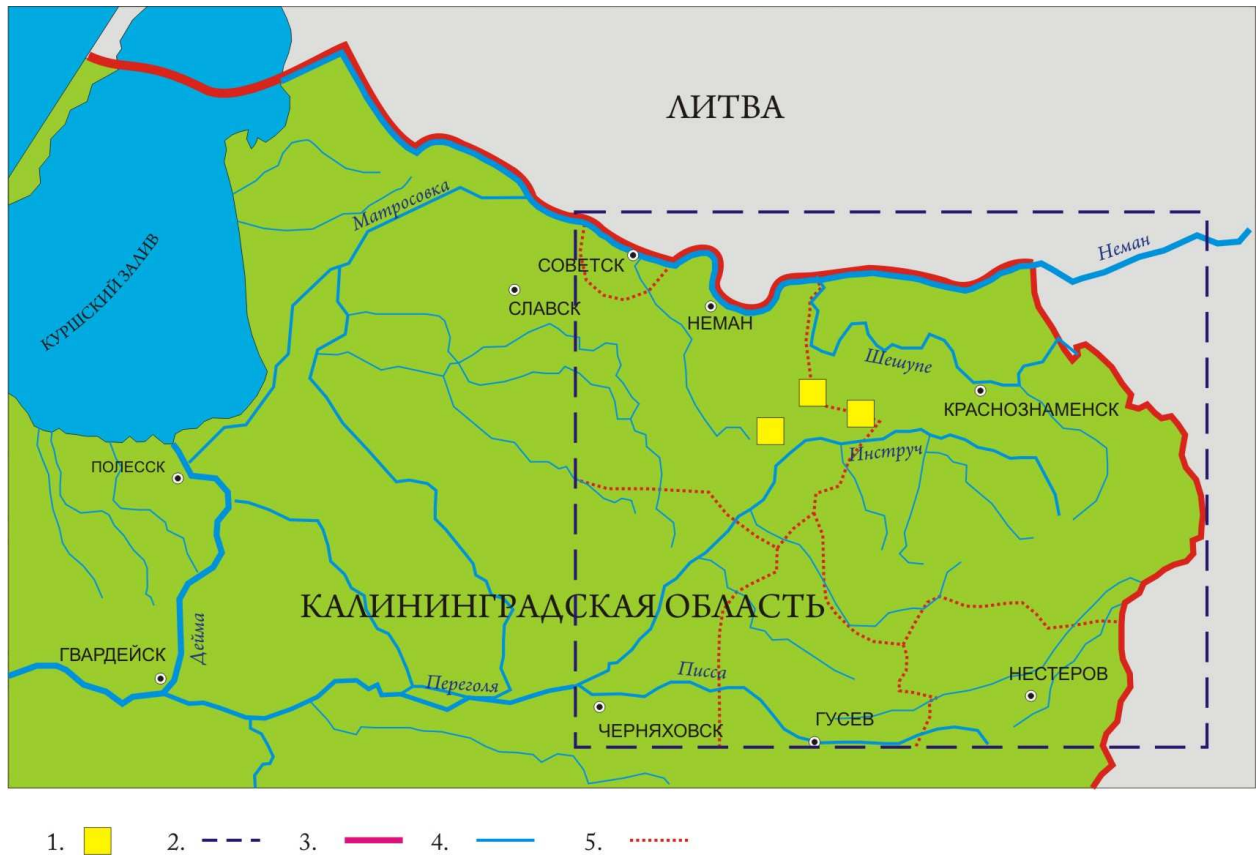 ЛИТВА
Матросовка
Неман
СОВЕТСК
КУРШСКИЙ ЗАЛИВ
СЛАВСК
НЕМАН
Шешупе
КРАСНОЗНАМЕНСК
Инструч
ПОЛЕССК
КАЛИНИНГРАДСКАЯ ОБЛАСТЬ
Дейма
ГВАРДЕЙСК
Переголя
Писса
НЕСТЕРОВ
ЧЕРНЯХОВСК
ГУСЕВ
1. 2. 3. 4. 5.